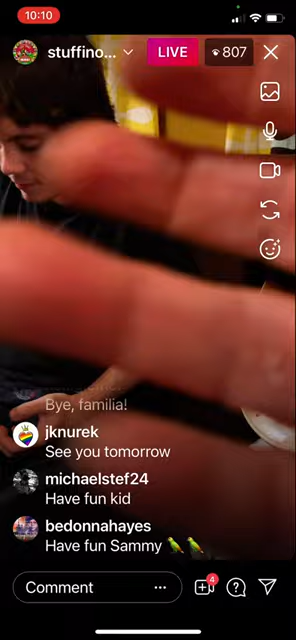 10:10
stuffino...
LIVE
807
Bye, familia!
jknurek
See you tomorrow
michaelstef24
Have fun kid
bedonnahayes
Have fun Sammy
Comment
4